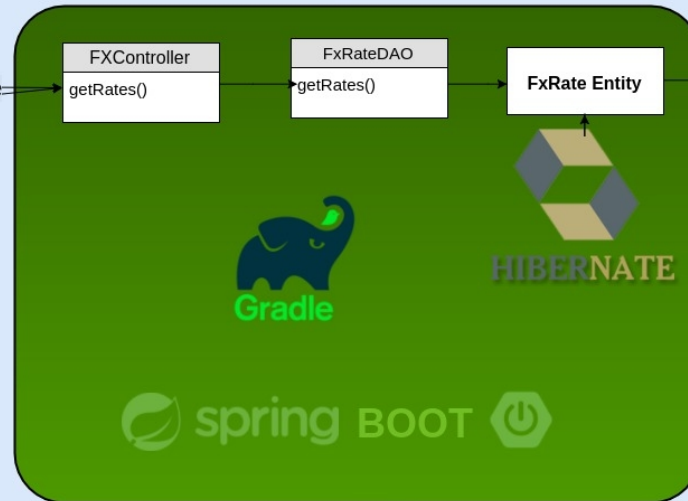 FXController
getRates()
FxRateDAO
getRates()
FxRate Entity
HIBERNATE
Gradle
spring BOOT